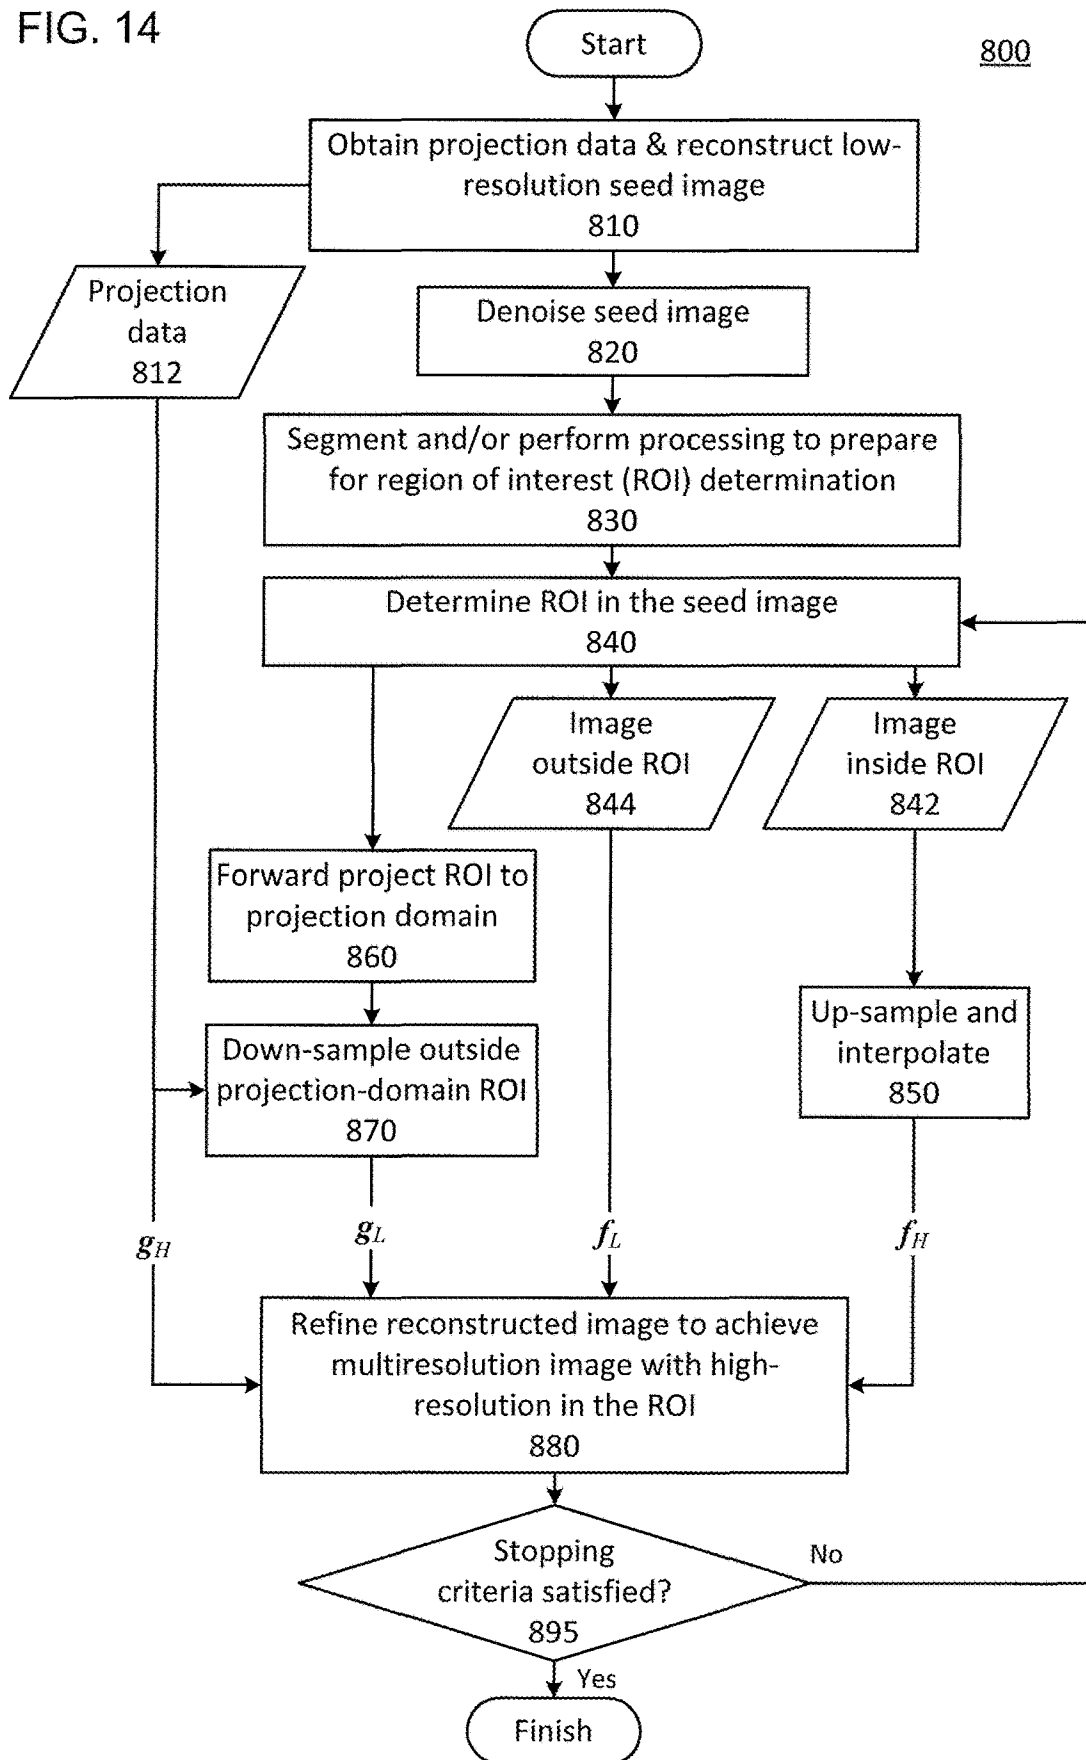 FIG. 14
Start
800
Obtain projection data & reconstruct low-
resolution seed image
810
Projection
data
812
Denoise seed image
820
Segment and/or perform processing to prepare
for region of interest (ROI) determination
830
Determine ROI in the seed image
840
Image
outside ROI
844
Image
inside ROI
842
Forward project ROI to
projection domain
860
Up-sample and
interpolate
850
Down-sample outside
projection-domain ROI
870
gH
gL
fL
fH
Refine reconstructed image to achieve
multiresolution image with high-
resolution in the ROI
880
Stopping
criteria satisfied?
895
No
Yes
Finish